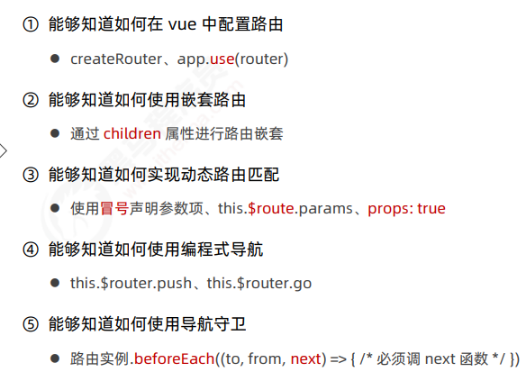 ① 能够知道如何在 vue 中配置路由
● createRouter、app.use(router)
② 能够知道如何使用嵌套路由
● 通过 children 属性进行路由嵌套
③ 能够知道如何实现动态路由匹配
● 使用冒号声明参数项、this.$route.params、props: true
④ 能够知道如何使用编程式导航
● this.$router.push、this.$router.go
⑤ 能够知道如何使用导航守卫
● 路由实例.beforeEach((to, from, next) => { /* 必须调 next 函数 */ })